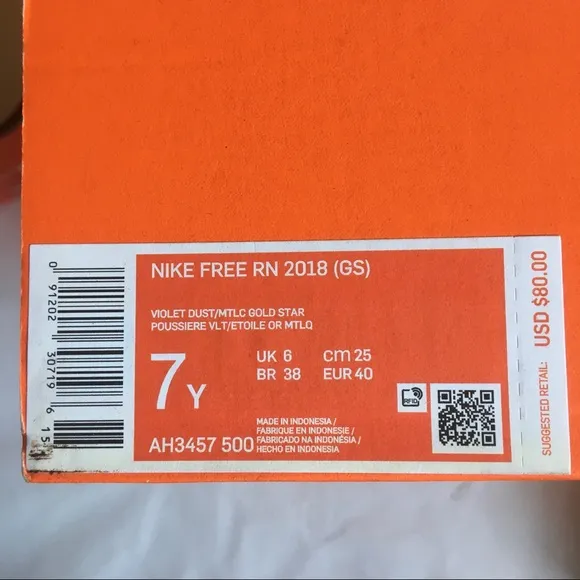 NIKE FREE RN 2018 (GS)
VIOLET DUST/MTLC GOLD STAR
POUSSIERE VLT/ETOILE OR MTLQ
7Y
UK 6 cm 25
BR 38 EUR 40
RFID
AH3457 500
MADE IN INDONESIA /
FABRIQUE EN INDONESIE /
FABRICADO NA INDONÉSIA /
HECHO EN INDONESIA
0 91202 30719 6 15
SUGGESTED RETAIL: USD $80.00